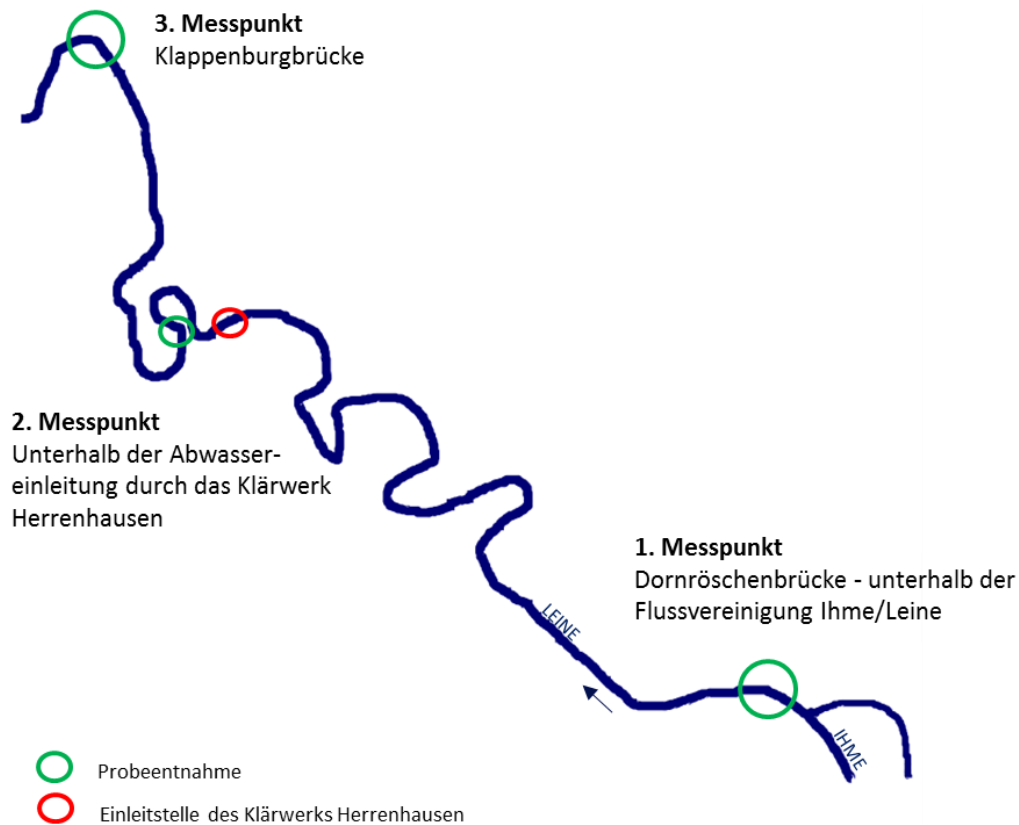 3. Messpunkt
Klappenburgbrücke
2. Messpunkt
Unterhalb der Abwasser-
einleitung durch das Klärwerk
Herrenhausen
1. Messpunkt
Dornröschenbrücke - unterhalb der
Flussvereinigung Ihme/Leine
LEINE
IHME
Probeentnahme
Einleitstelle des Klärwerks Herrenhausen